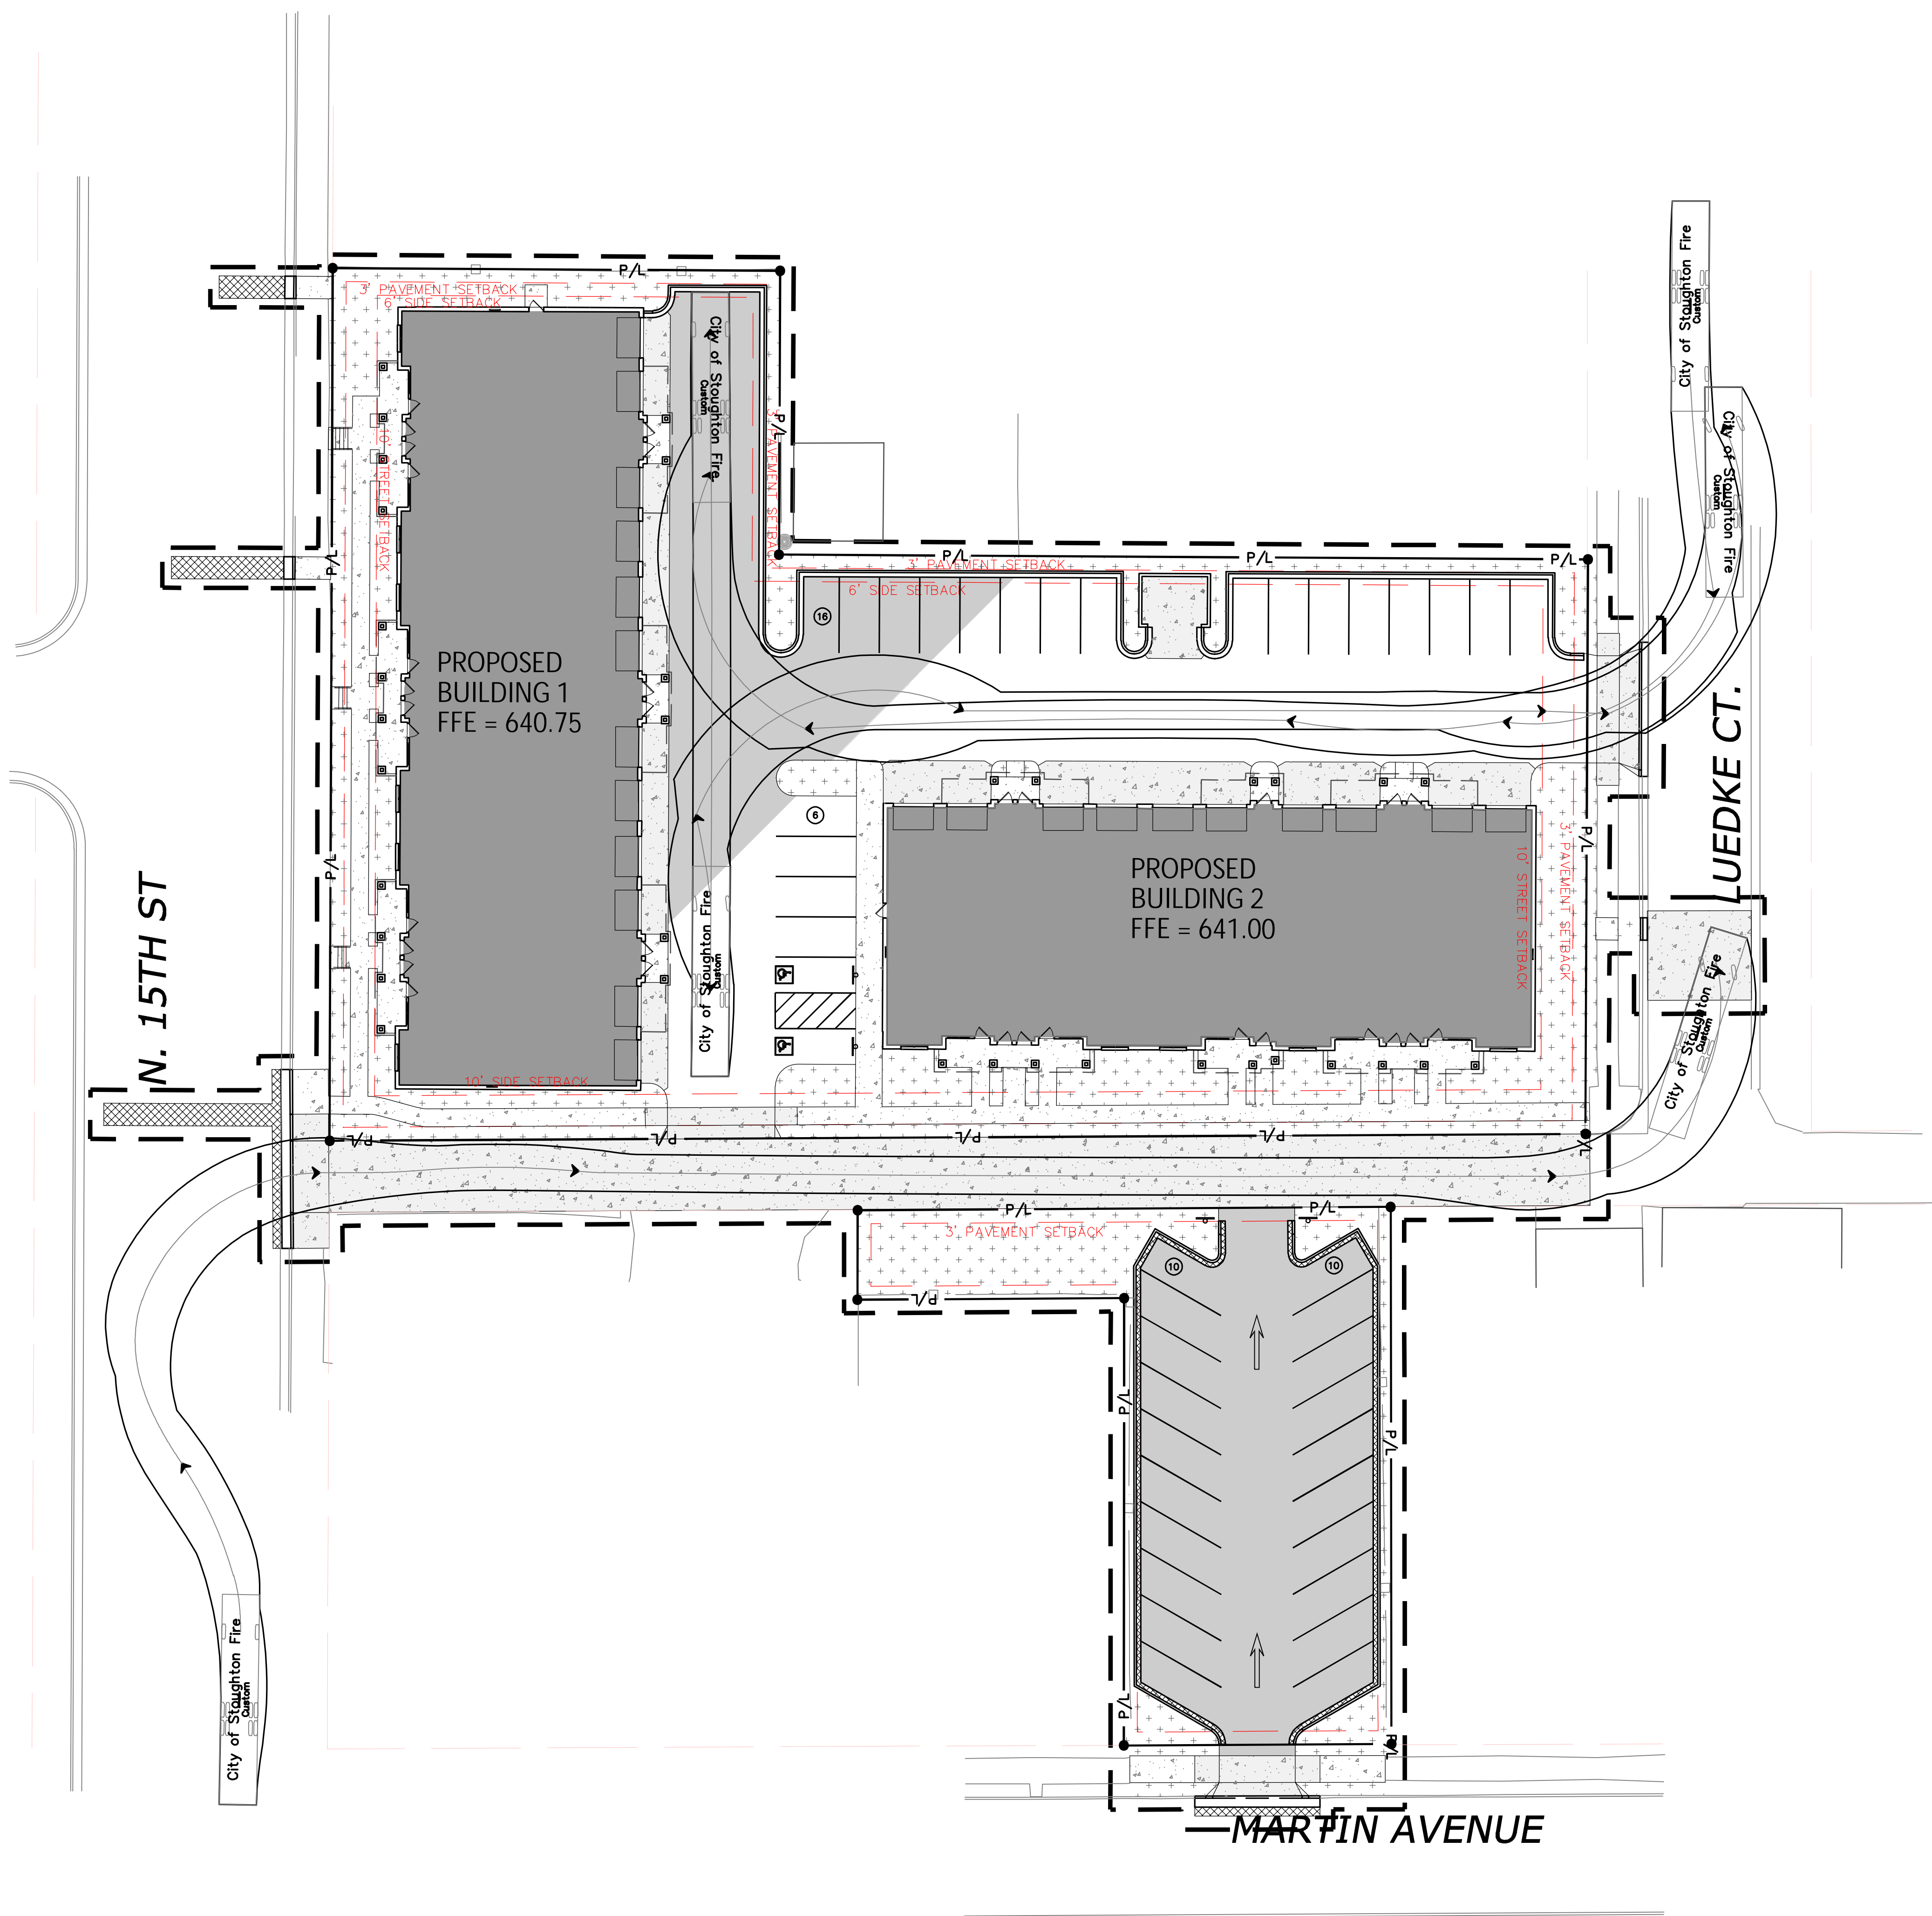 City of Stoughton Fire
Custom
P/L
3' PAVEMENT SETBACK
6' SIDE SETBACK
City of Stoughton Fire
Custom
City of Stoughton Fire
Custom
P/L
3' PAVEMENT SETBACK
10' STREET SETBACK
P/L
P/L
P/L
P/L
3' PAVEMENT SETBACK
6' SIDE SETBACK
16
PROPOSED
BUILDING 1
FFE = 640.75
LUEDKE CT.
6
P/L
P/L
PROPOSED
BUILDING 2
FFE = 641.00
10' STREET SETBACK
3' PAVEMENT SETBACK
N. 15TH ST
City of Stoughton Fire
Custom
City of Stoughton Fire
Custom
10' SIDE SETBACK
P/L
P/L
P/L
P/L
P/L
P/L
P/L
3' PAVEMENT SETBACK
10
10
P/L
P/L
P/L
City of Stoughton Fire
Custom
P/L
P/L
MARTIN AVENUE